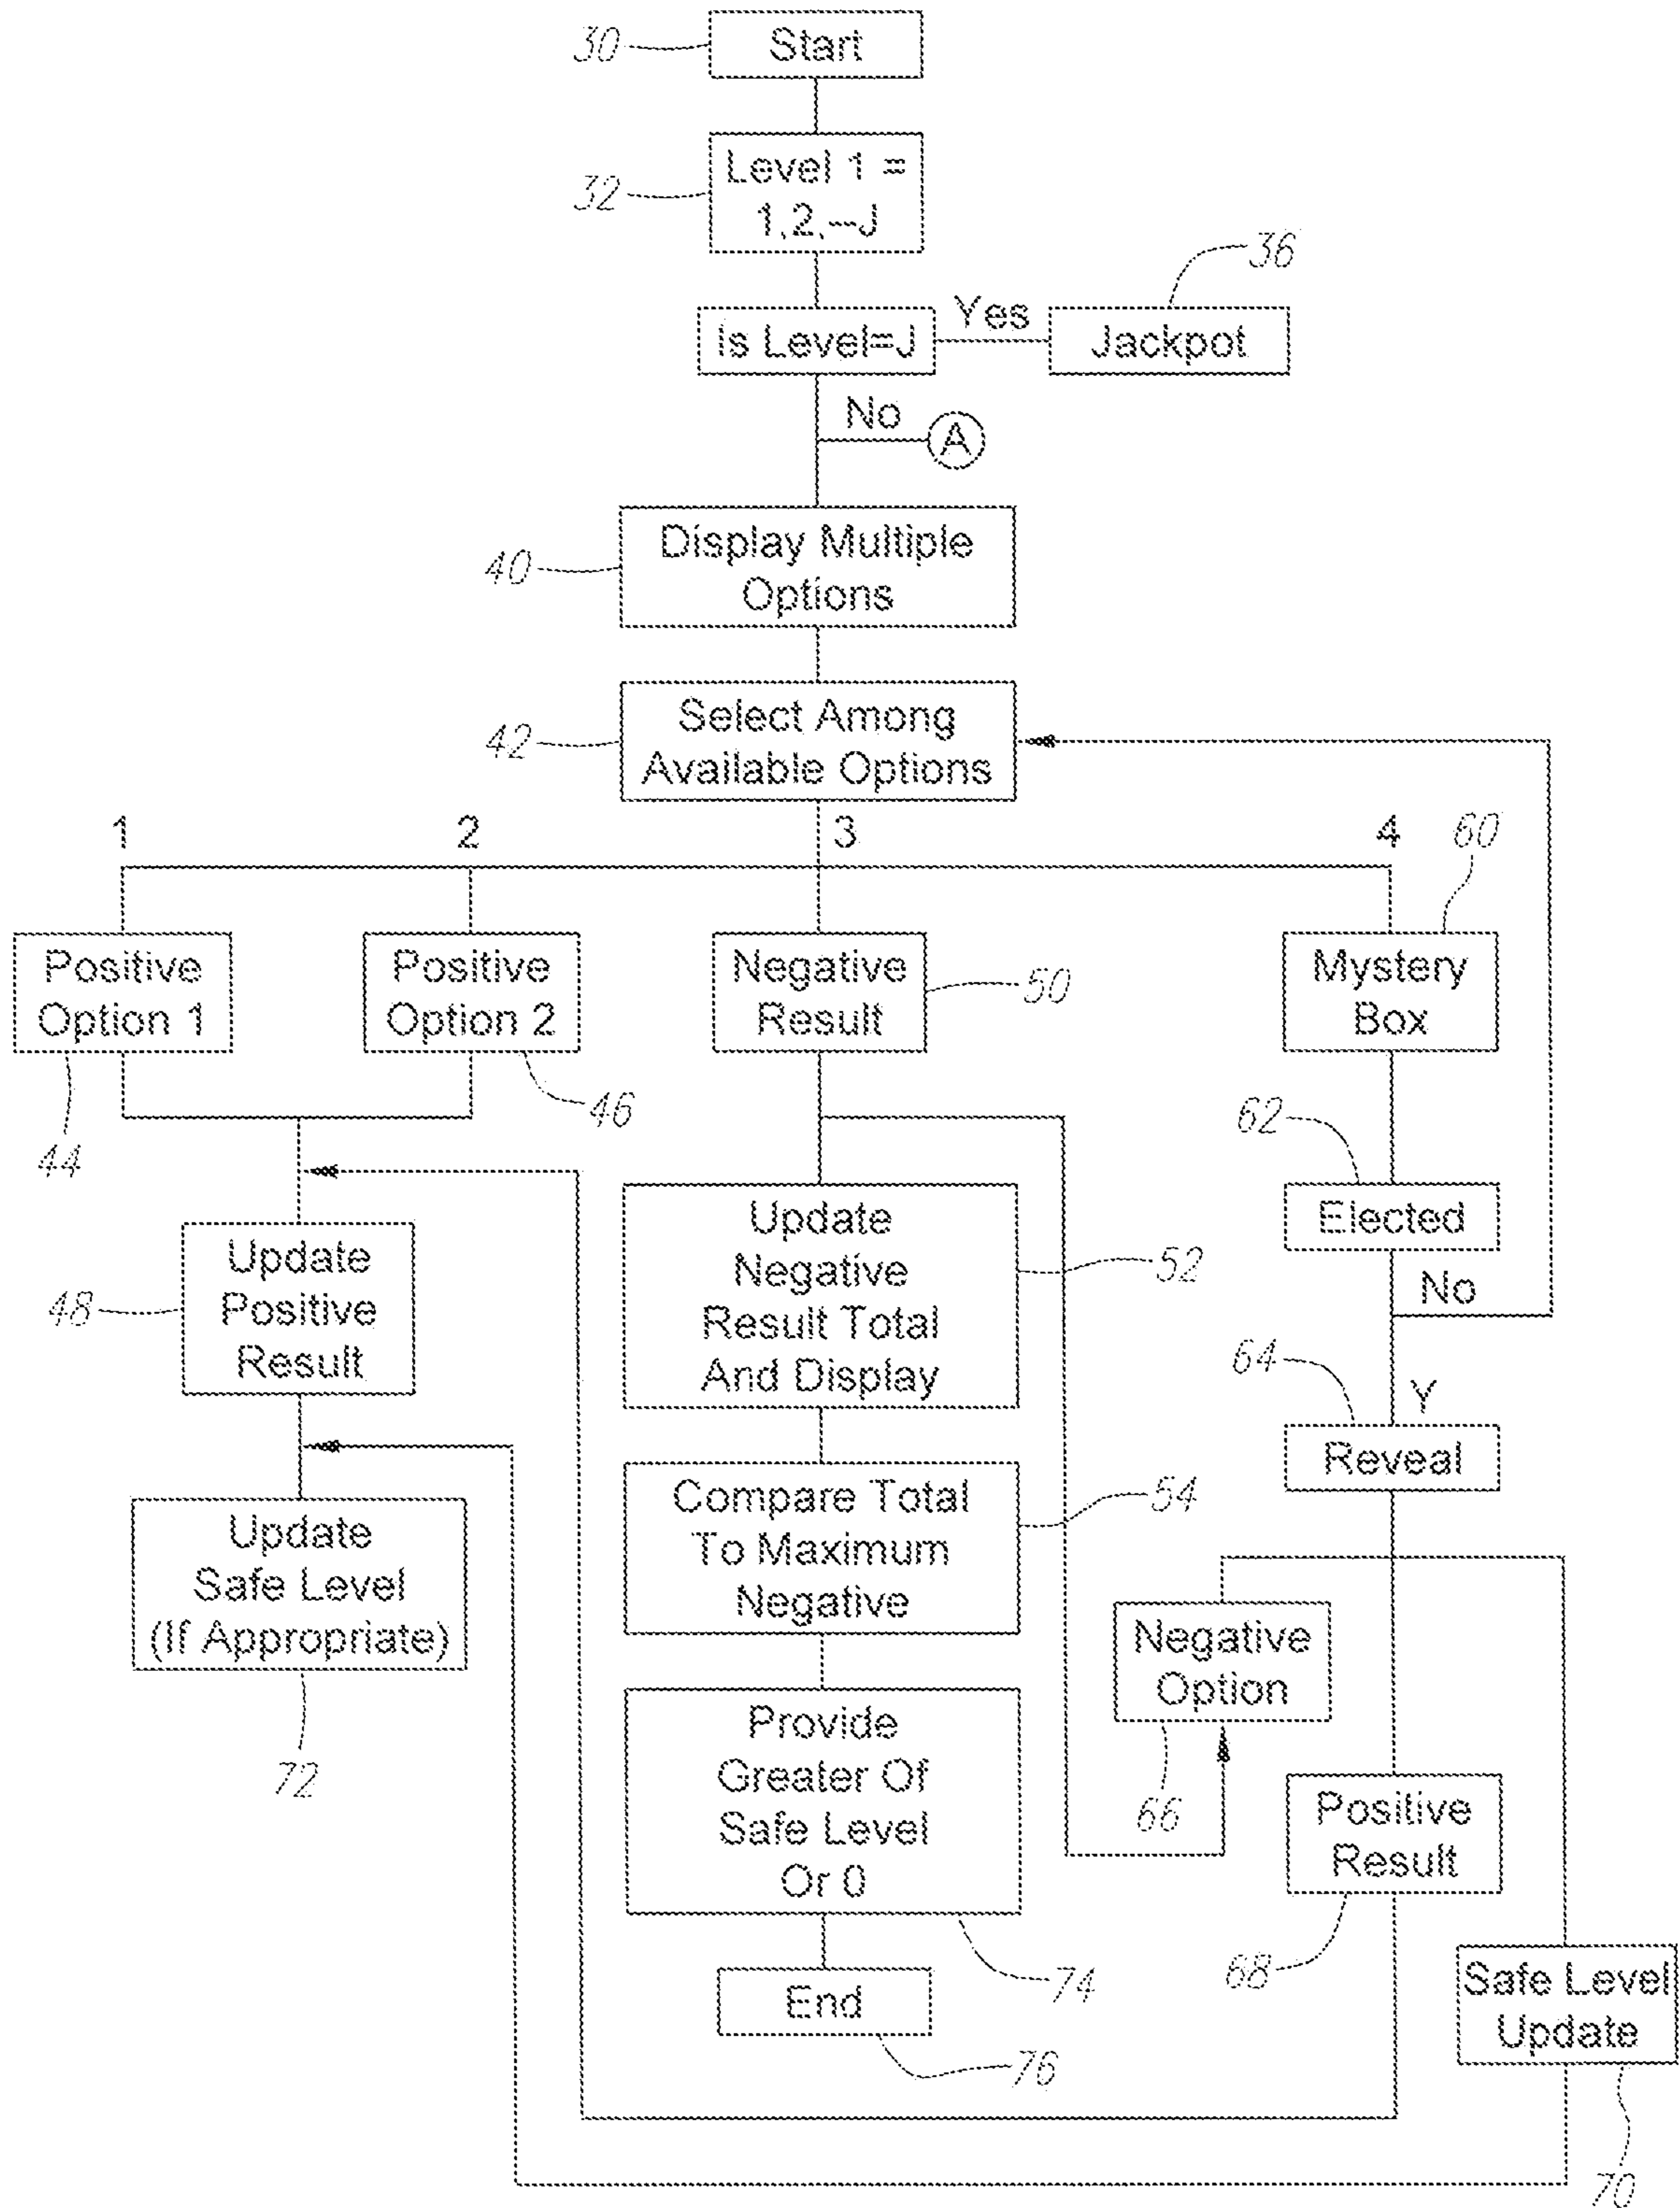 30
Start
32
Level 1 =
1,2,--J
36
Is Level=J
Yes
Jackpot
No
A
40
Display Multiple
Options
42
Select Among
Available Options
1
2
3
4
60
Positive
Option 1
Positive
Option 2
Negative
Result
50
Mystery
Box
44
46
62
Elected
No
48
Update
Positive
Result
Update
Negative
Result Total
And Display
52
64
Y
Reveal
Update
Safe Level
(If Appropriate)
72
Compare Total
To Maximum
Negative
54
Negative
Option
66
Provide
Greater Of
Safe Level
Or 0
74
Positive
Result
68
End
76
Safe Level
Update
70